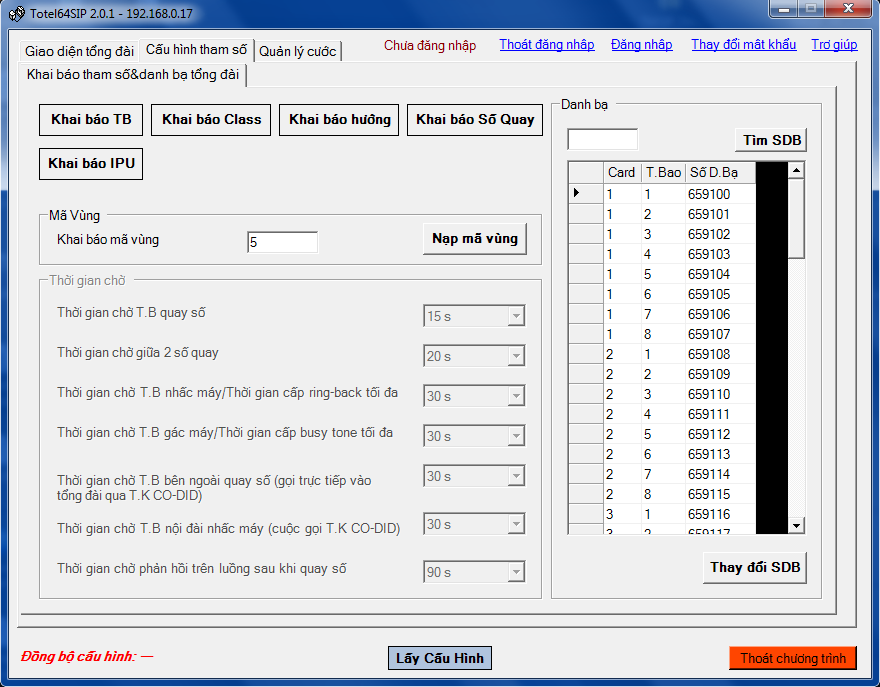 Totel64SIP 2.0.1 - 192.168.0.17
Giao diện tổng đài Cấu hình tham số Quản lý cước Chưa đăng nhập Thoát đăng nhập Đăng nhập Thay đổi mât khẩu Trơ giúp
Khai báo tham số&danh bạ tổng đài
Khai báo TB Khai báo Class Khai báo hướng Khai báo Số Quay
Khai báo IPU
Mã Vùng
Khai báo mã vùng 5 Nạp mã vùng
Thời gian chờ
Thời gian chờ T.B quay số 15 s
Thời gian chờ giữa 2 số quay 20 s
Thời gian chờ T.B nhấc máy/Thời gian cấp ring-back tối đa 30 s
Thời gian chờ T.B gác máy/Thời gian cấp busy tone tối đa 30 s
Thời gian chờ T.B bên ngoài quay số (gọi trực tiếp vào
tổng đài qua T.K CO-DID) 30 s
Thời gian chờ T.B nội đài nhấc máy (cuộc gọi T.K CO-DID) 30 s
Thời gian chờ phản hồi trên luồng sau khi quay số 90 s
Danh bạ
Tìm SDB
Card T.Bao Số D.Bạ
1 1 659100
1 2 659101
1 3 659102
1 4 659103
1 5 659104
1 6 659105
1 7 659106
1 8 659107
2 1 659108
2 2 659109
2 3 659110
2 4 659111
2 5 659112
2 6 659113
2 7 659114
2 8 659115
3 1 659116
3 2 659117
Thay đổi SDB
Đồng bộ cấu hình: —
Lấy Cấu Hình
Thoát chương trình